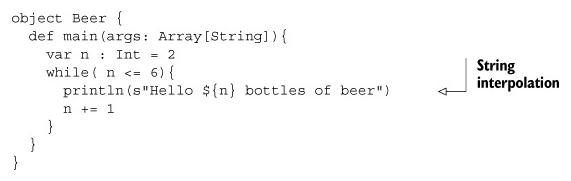 object Beer {
  def main(args: Array[String]){
    var n : Int = 2
    while( n <= 6){
      println(s"Hello ${n} bottles of beer")
      n += 1
    }
  }
}
String
interpolation